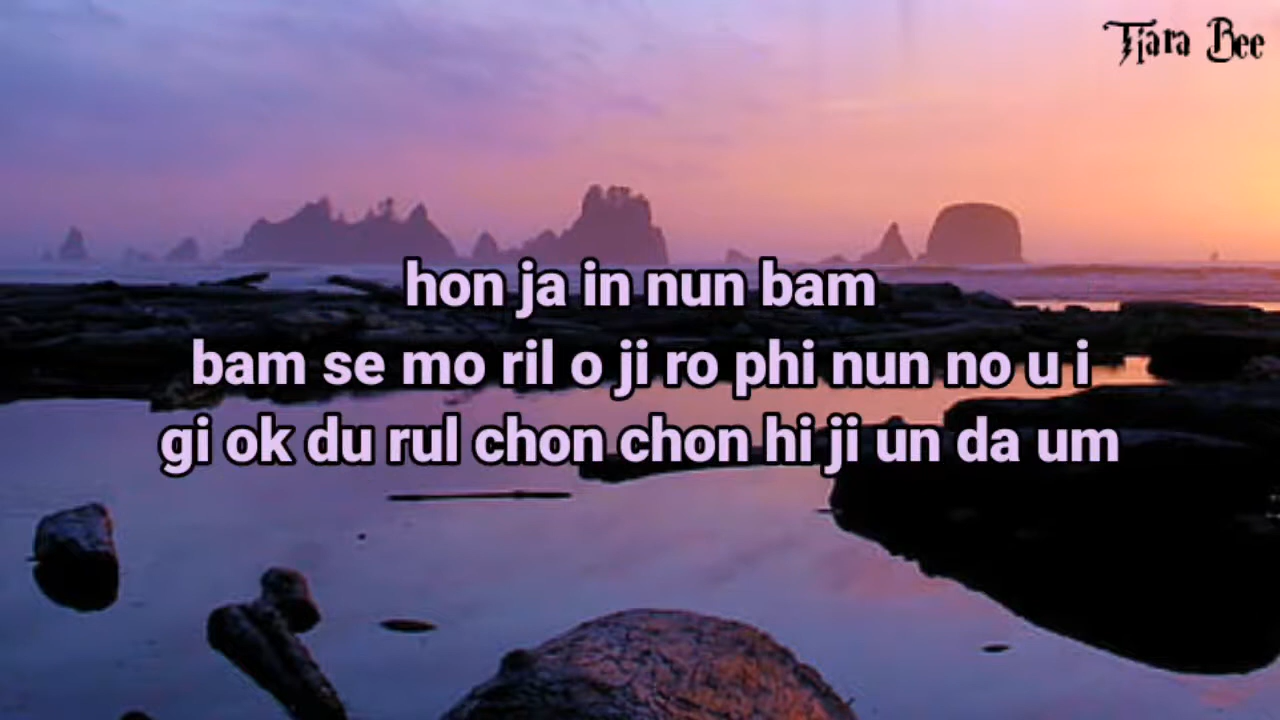 Tjara Bee
hon ja in nun bam
bam se mo ril o ji ro phi nun no u i
gi ok du rul chon chon hi ji un da um